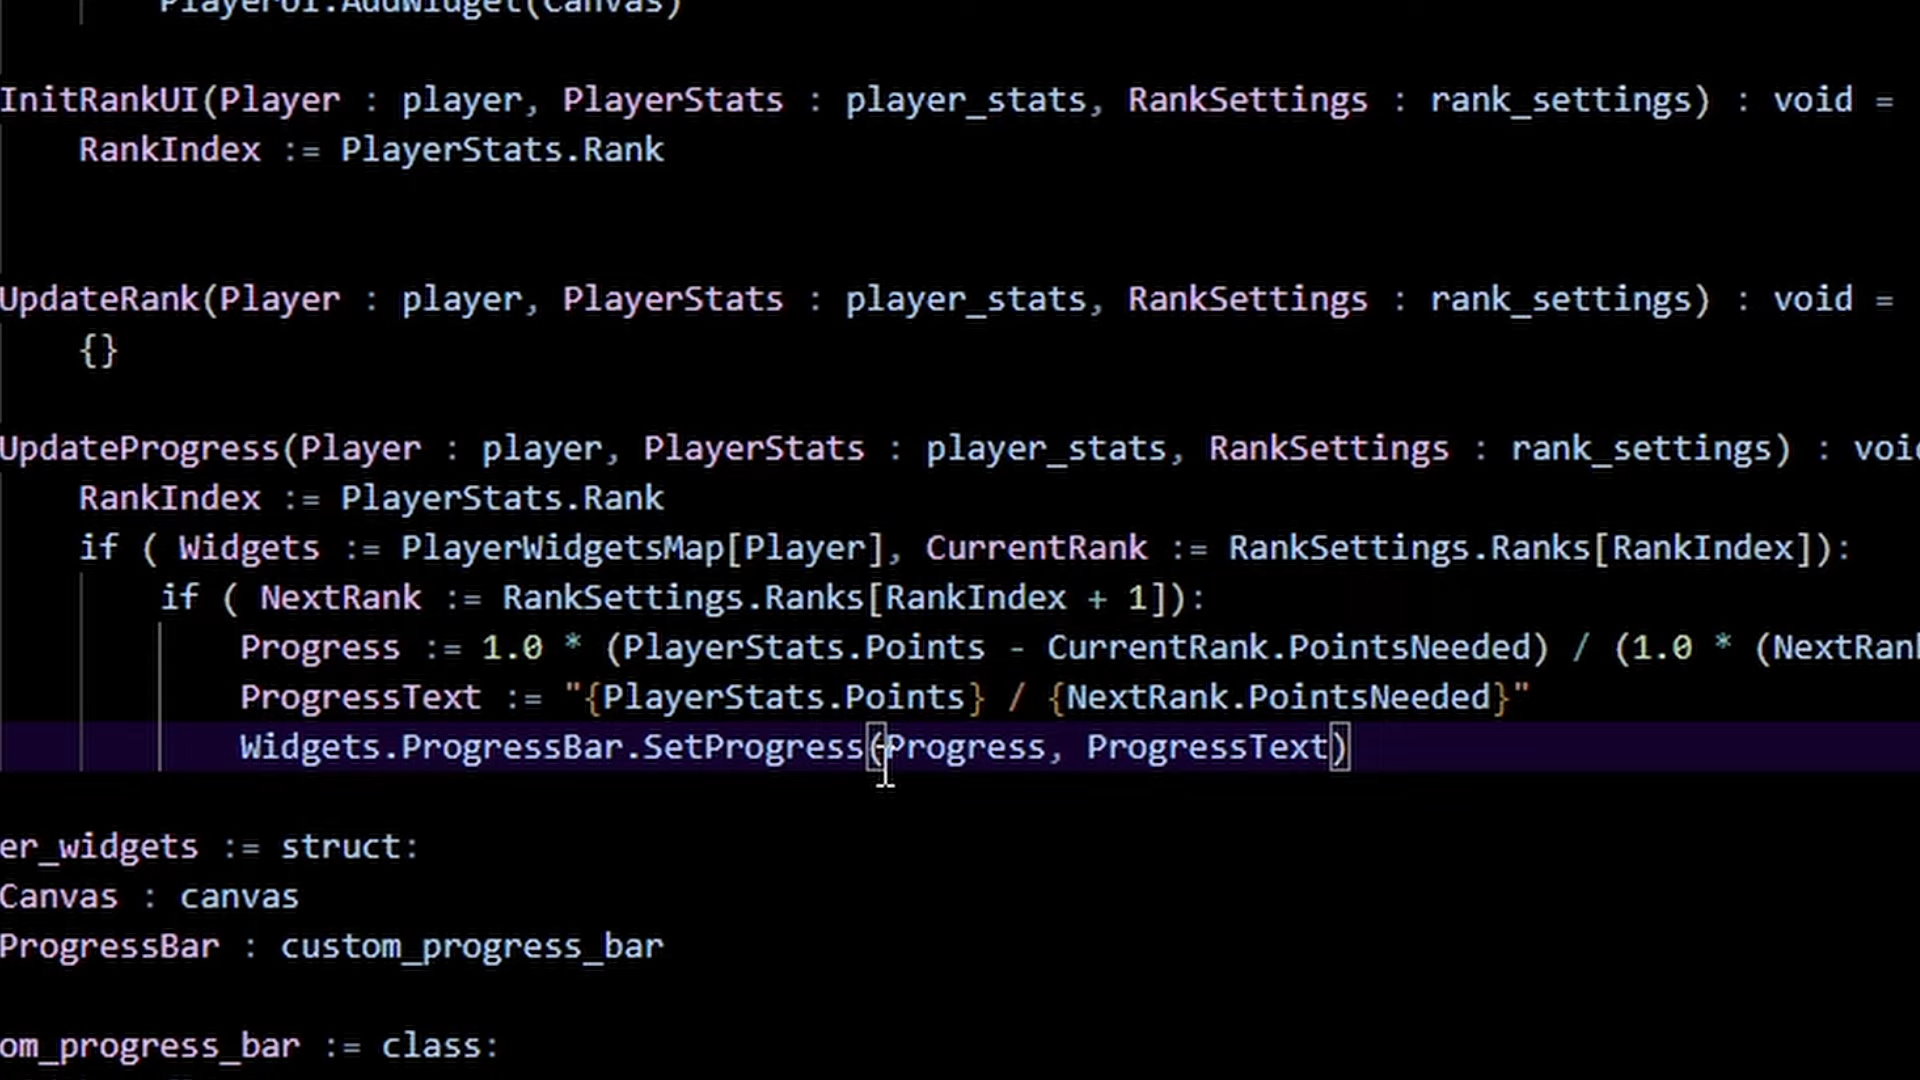 PlayerUI.AddWidget(Canvas)
InitRankUI(Player : player, PlayerStats : player_stats, RankSettings : rank_settings) : void =
RankIndex := PlayerStats.Rank
UpdateRank(Player : player, PlayerStats : player_stats, RankSettings : rank_settings) : void =
{}
UpdateProgress(Player : player, PlayerStats : player_stats, RankSettings : rank_settings) : void
RankIndex := PlayerStats.Rank
if ( Widgets := PlayerWidgetsMap[Player], CurrentRank := RankSettings.Ranks[RankIndex]):
if ( NextRank := RankSettings.Ranks[RankIndex + 1]):
Progress := 1.0 * (PlayerStats.Points - CurrentRank.PointsNeeded) / (1.0 * (NextRank
ProgressText := "{PlayerStats.Points} / {NextRank.PointsNeeded}"
Widgets.ProgressBar.SetProgress(Progress, ProgressText)
er_widgets := struct:
Canvas : canvas
ProgressBar : custom_progress_bar
om_progress_bar := class: